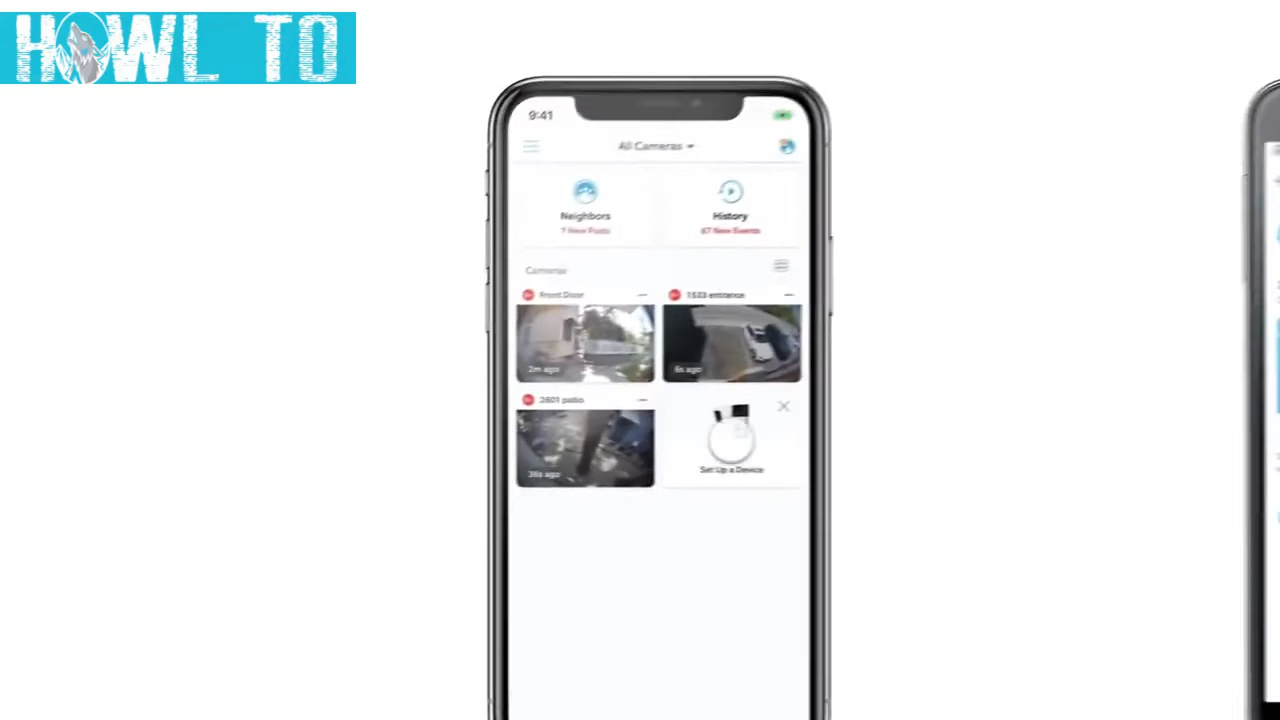 HOWL TO
9:41
All Cameras
Neighbors
History
7 New Posts
67 New Events
Cameras
Front Door
1533 entrance
2m ago
6s ago
2601 patio
36s ago
Set Up a Device